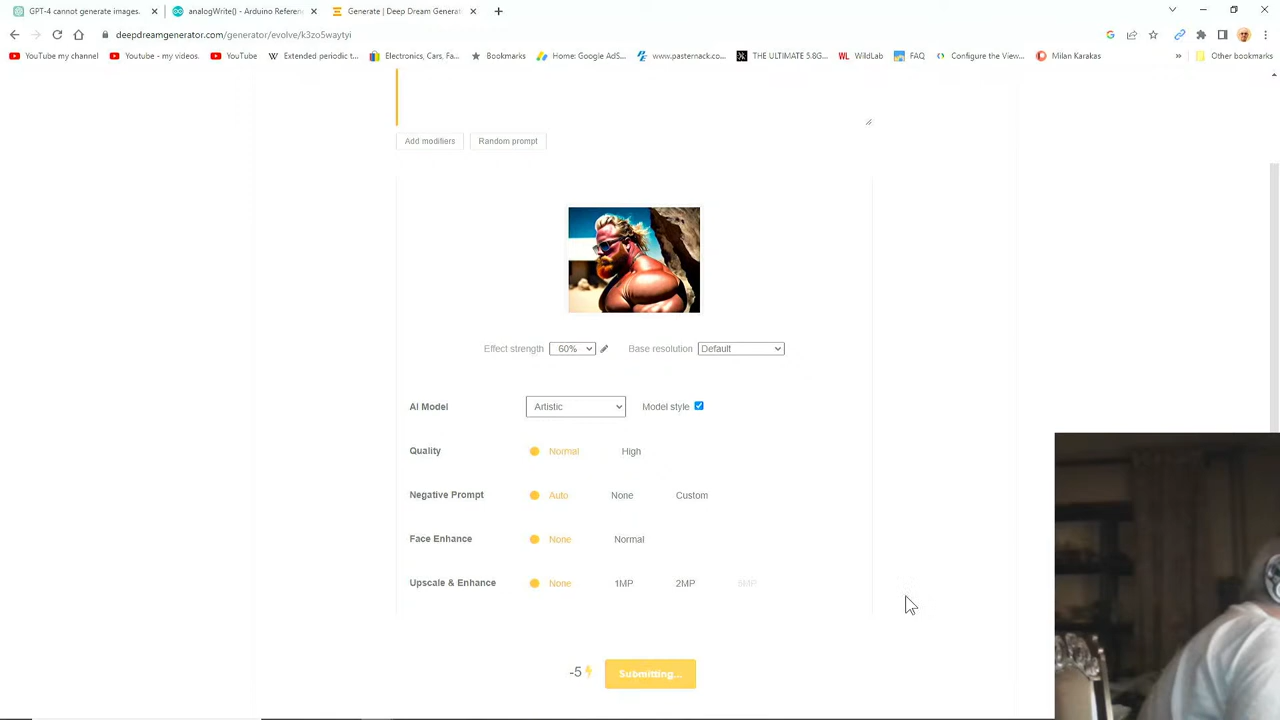 GPT-4 cannot generate images.
analogWrite() - Arduino Referen
Generate | Deep Dream Generat
deepdreamgenerator.com/generator/evolve/k3zo5waytyi
YouTube my channel
Youtube - my videos
YouTube
Extended periodic t...
Electronics, Cars, Fa...
Bookmarks
Home: Google AdS...
www.pasternack.co...
THE ULTIMATE 5.8G...
WL WildLab
FAQ
Configure the View...
Milan Karakas
»
Other bookmarks
Add modifiers Random prompt
Effect strength 60% Base resolution Default
AI Model Artistic Model style
Quality Normal High
Negative Prompt Auto None Custom
Face Enhance None Normal
Upscale & Enhance None 1MP 2MP 8MP
-5 Submitting...